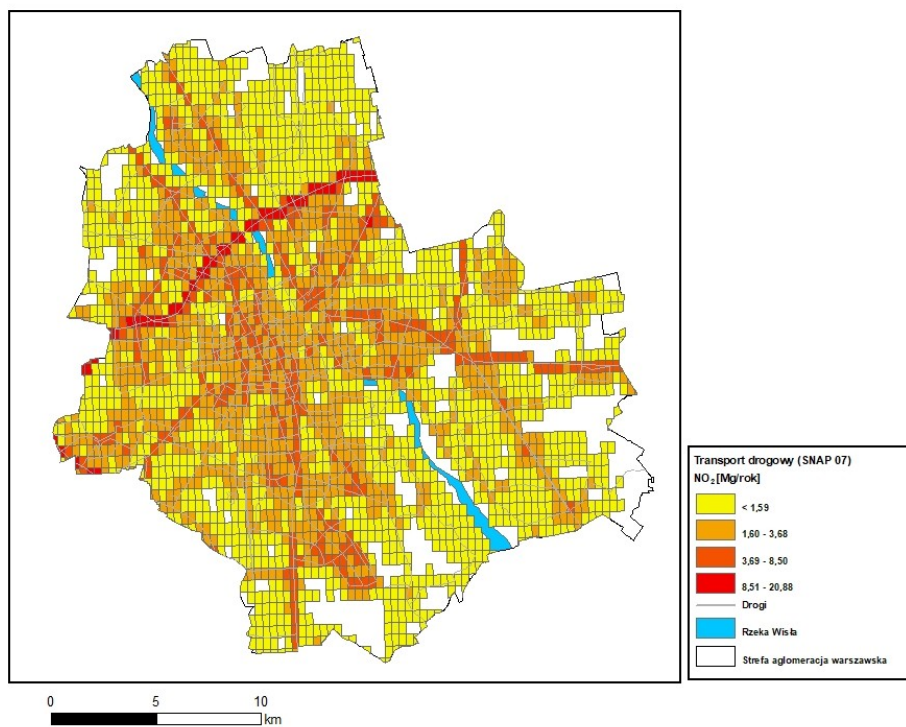 Transport drogowy (SNAP 07)
NO₂ [Mg/rok]
< 1,59
1,60 - 3,68
3,69 - 8,50
8,51 - 20,88
Drogi
Rzeka Wisła
Strefa aglomeracja warszawska
0 5 10
km